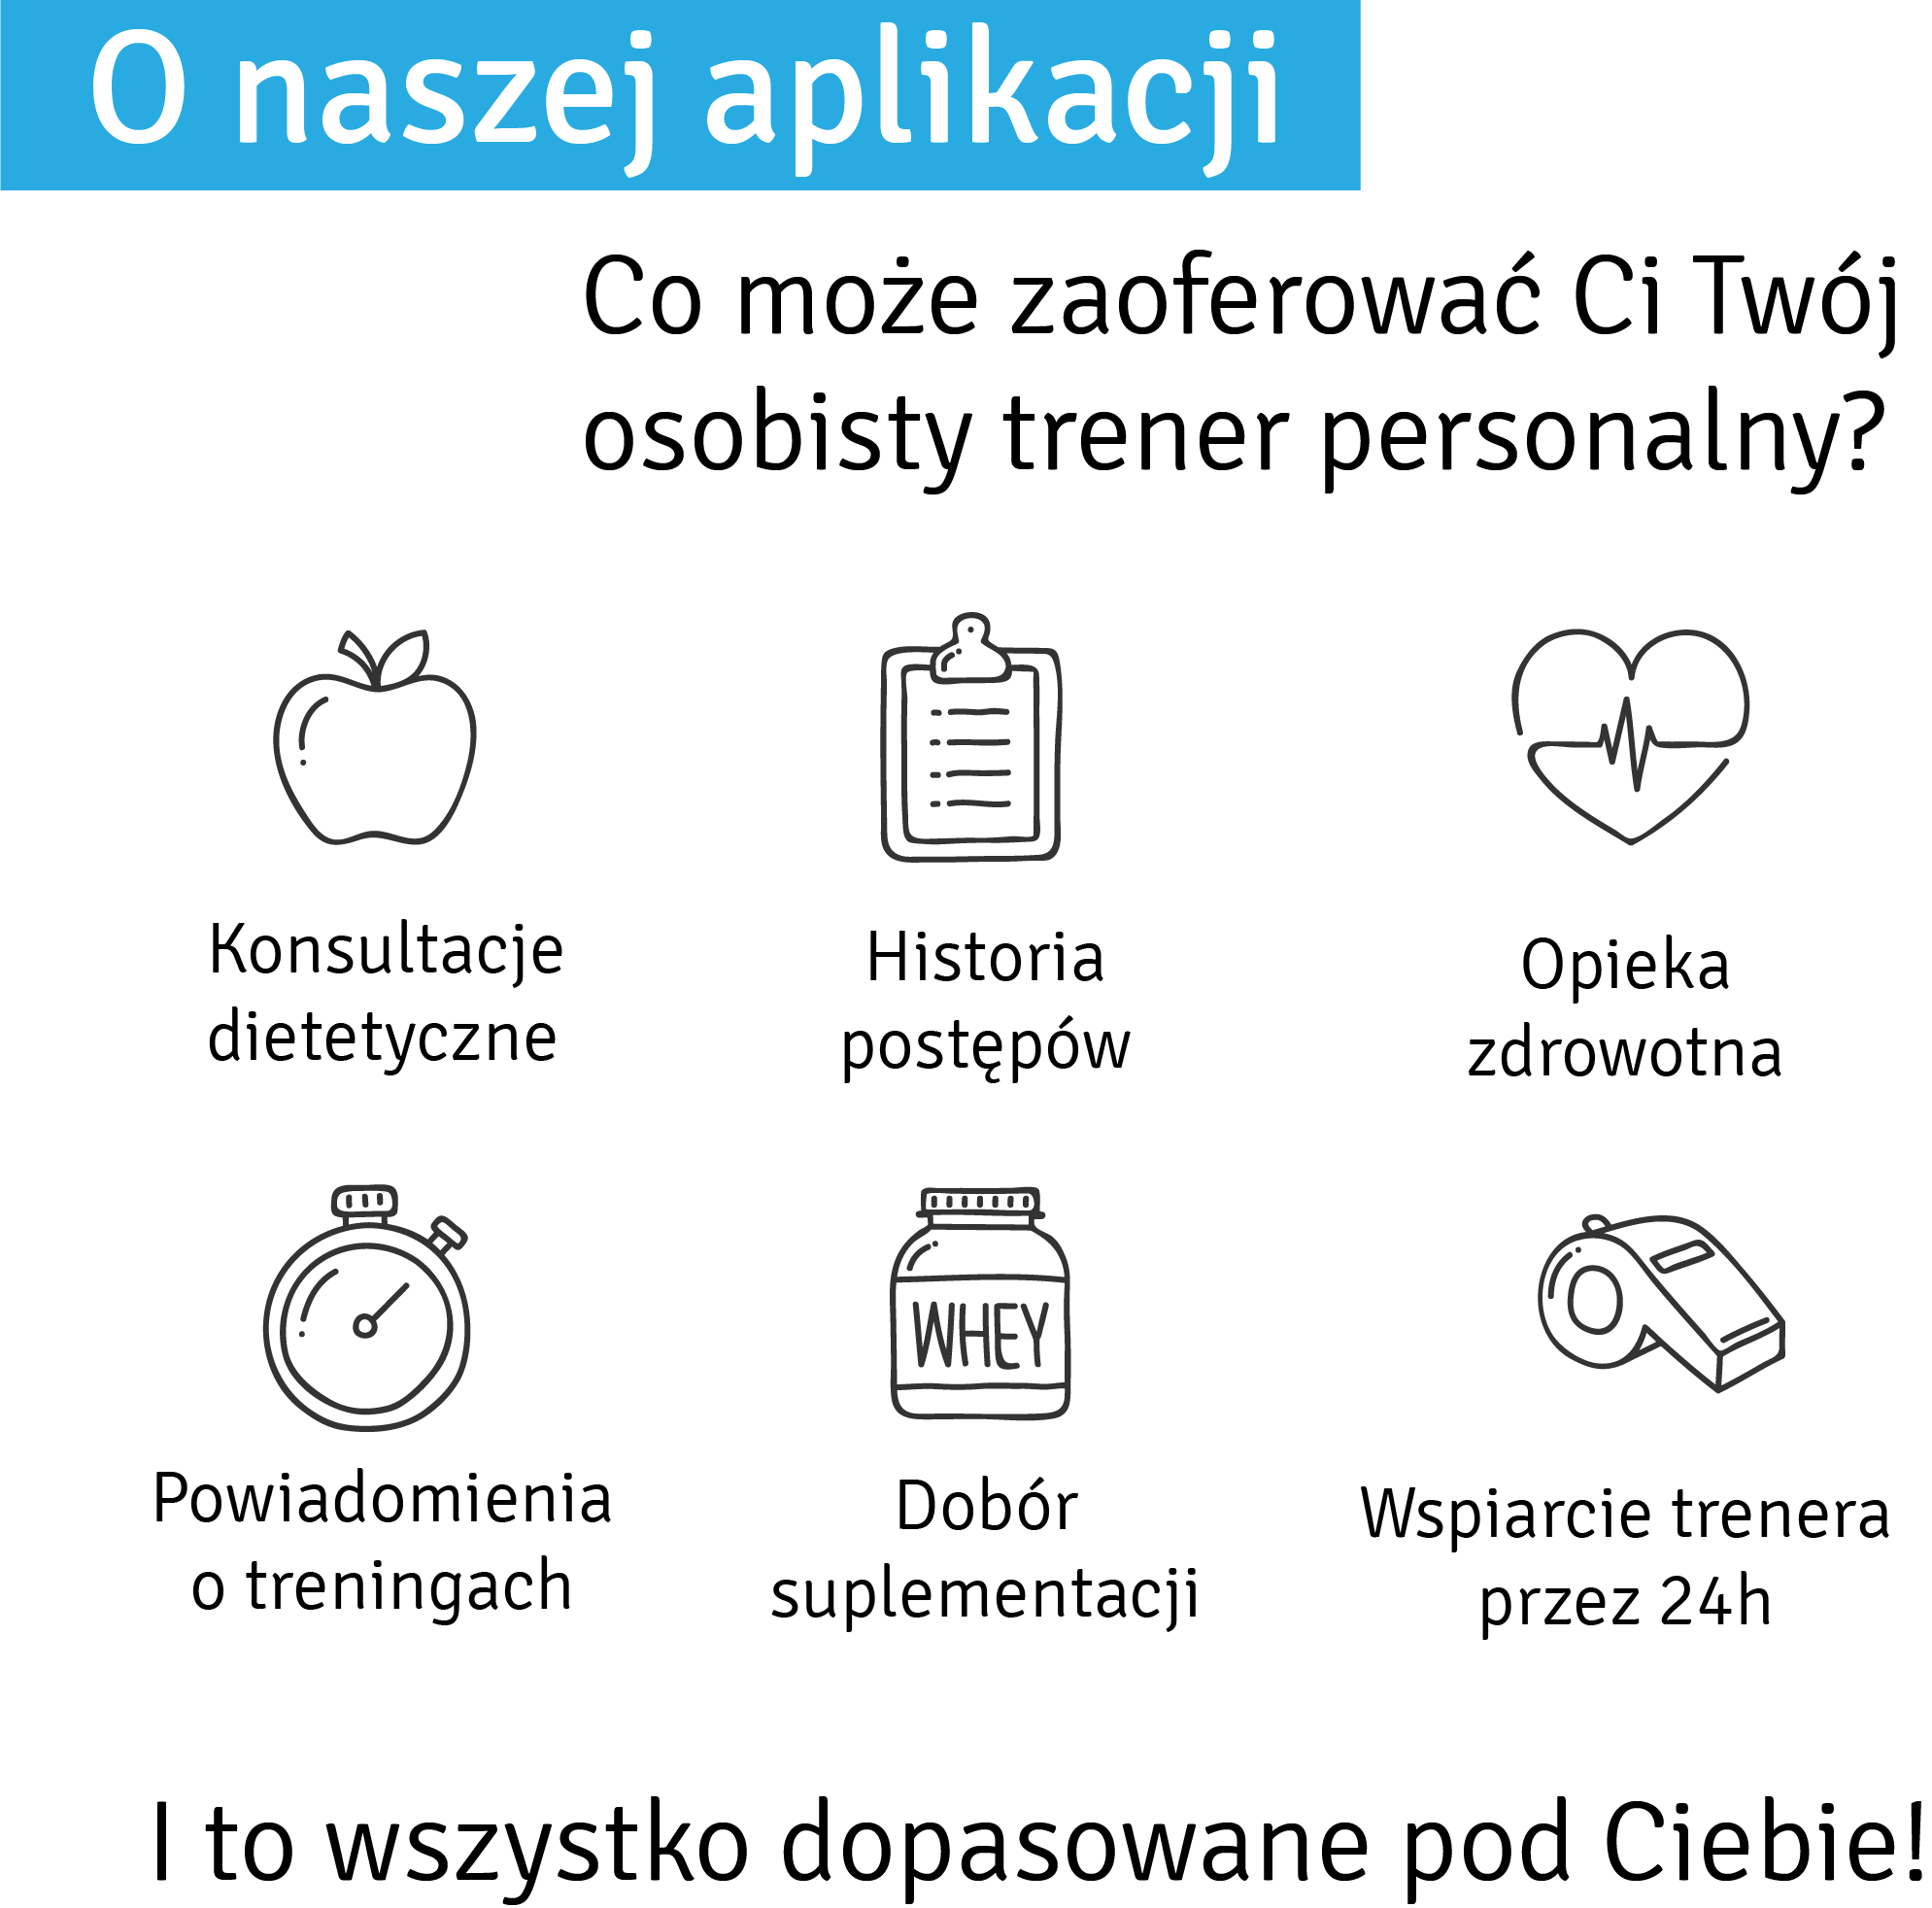 O naszej aplikacji
Co może zaoferować Ci Twój
osobisty trener personalny?
Konsultacje
dietetyczne
Historia
postępów
Opieka
zdrowotna
WHEY
Powiadomienia
o treningach
Dobór
suplementacji
Wspiarcie trenera
przez 24h
I to wszystko dopasowane pod Ciebie!